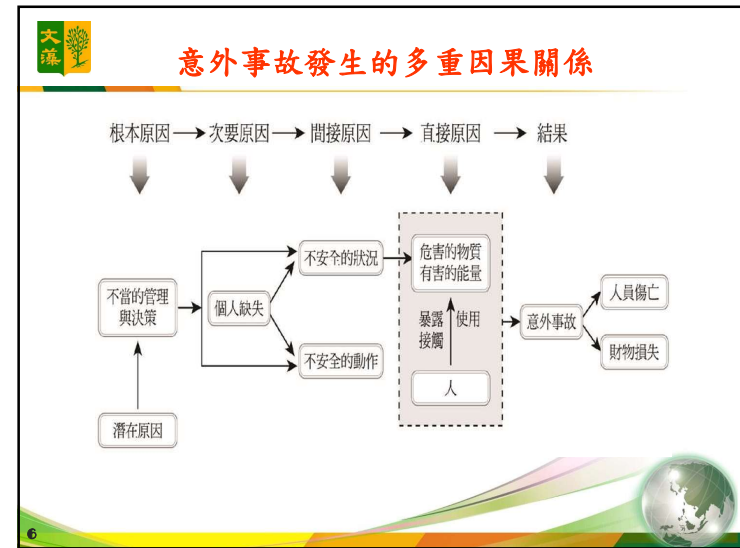 文
藻
意外事故發生的多重因果關係
根本原因 次要原因 間接原因 直接原因 結果
不安全的狀況
危害的物質
有害的能量
不當的管理
與決策
個人缺失
暴露
接觸
使用
意外事故
人員傷亡
財物損失
不安全的動作
人
潛在原因
6